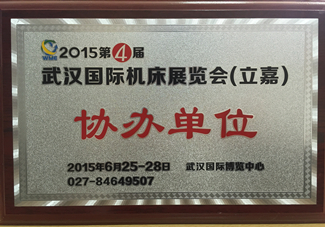 2015第4届
WME
武汉国际机床展览会(立嘉)
协办单位
2015年6月25-28日 武汉国际博览中心
027-84649507